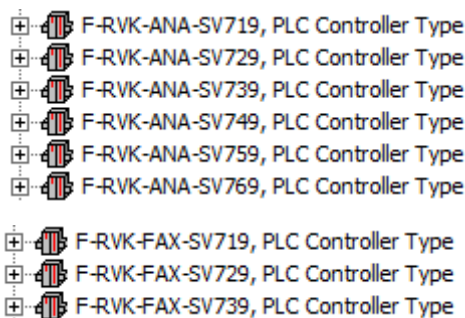 F-RVK-ANA-SV719, PLC Controller Type
F-RVK-ANA-SV729, PLC Controller Type
F-RVK-ANA-SV739, PLC Controller Type
F-RVK-ANA-SV749, PLC Controller Type
F-RVK-ANA-SV759, PLC Controller Type
F-RVK-ANA-SV769, PLC Controller Type
F-RVK-FAX-SV719, PLC Controller Type
F-RVK-FAX-SV729, PLC Controller Type
F-RVK-FAX-SV739, PLC Controller Type